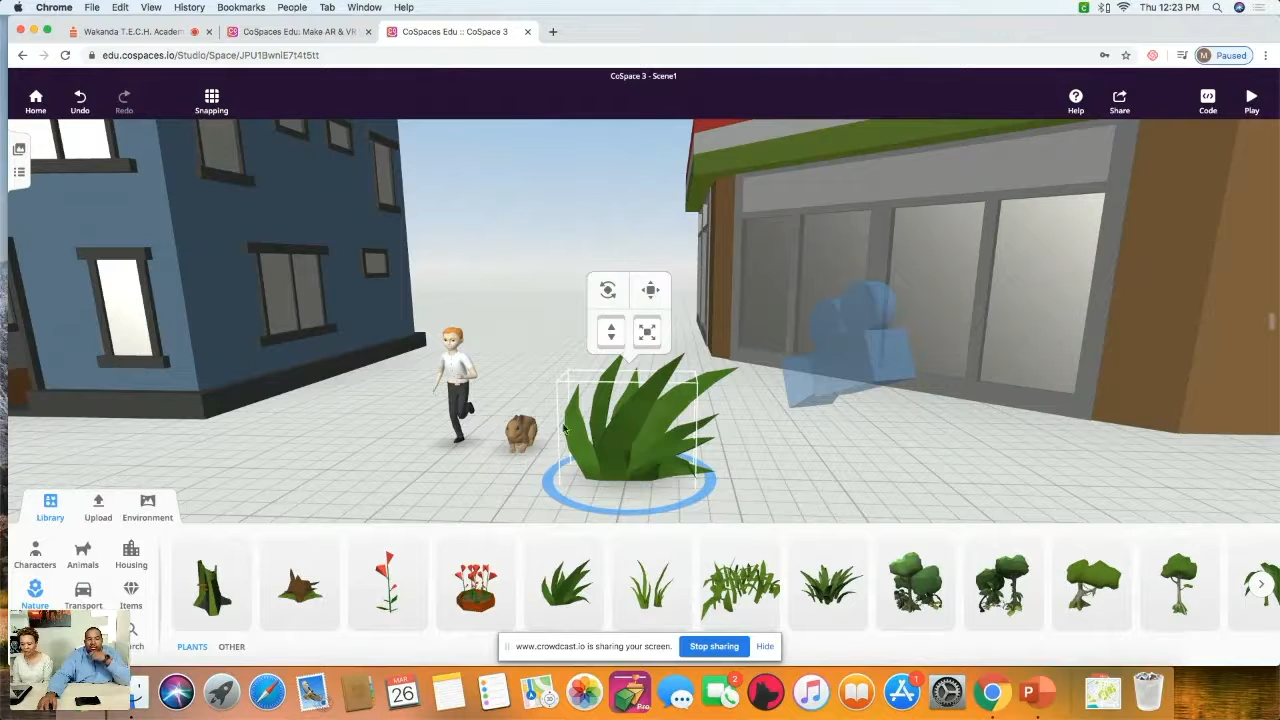 Chrome File Edit View History Bookmarks People Tab Window Help
Thu 12:23 PM
Wakanda T.E.C.H. Academ
CoSpaces Edu: Make AR & VR
CoSpaces Edu :: CoSpace 3
edu.cospaces.io/Studio/Space/JPU1BwnlE7t4t5tt
M Paused
CoSpace 3 - Scene1
Home
Undo
Redo
Snapping
Help
Share
Code
Play
Library
Upload
Environment
Characters
Animals
Housing
Nature
Transport
Items
PLANTS
OTHER
www.crowdcast.io is sharing your screen.
Stop sharing
Hide
MAR
26
2
1
P